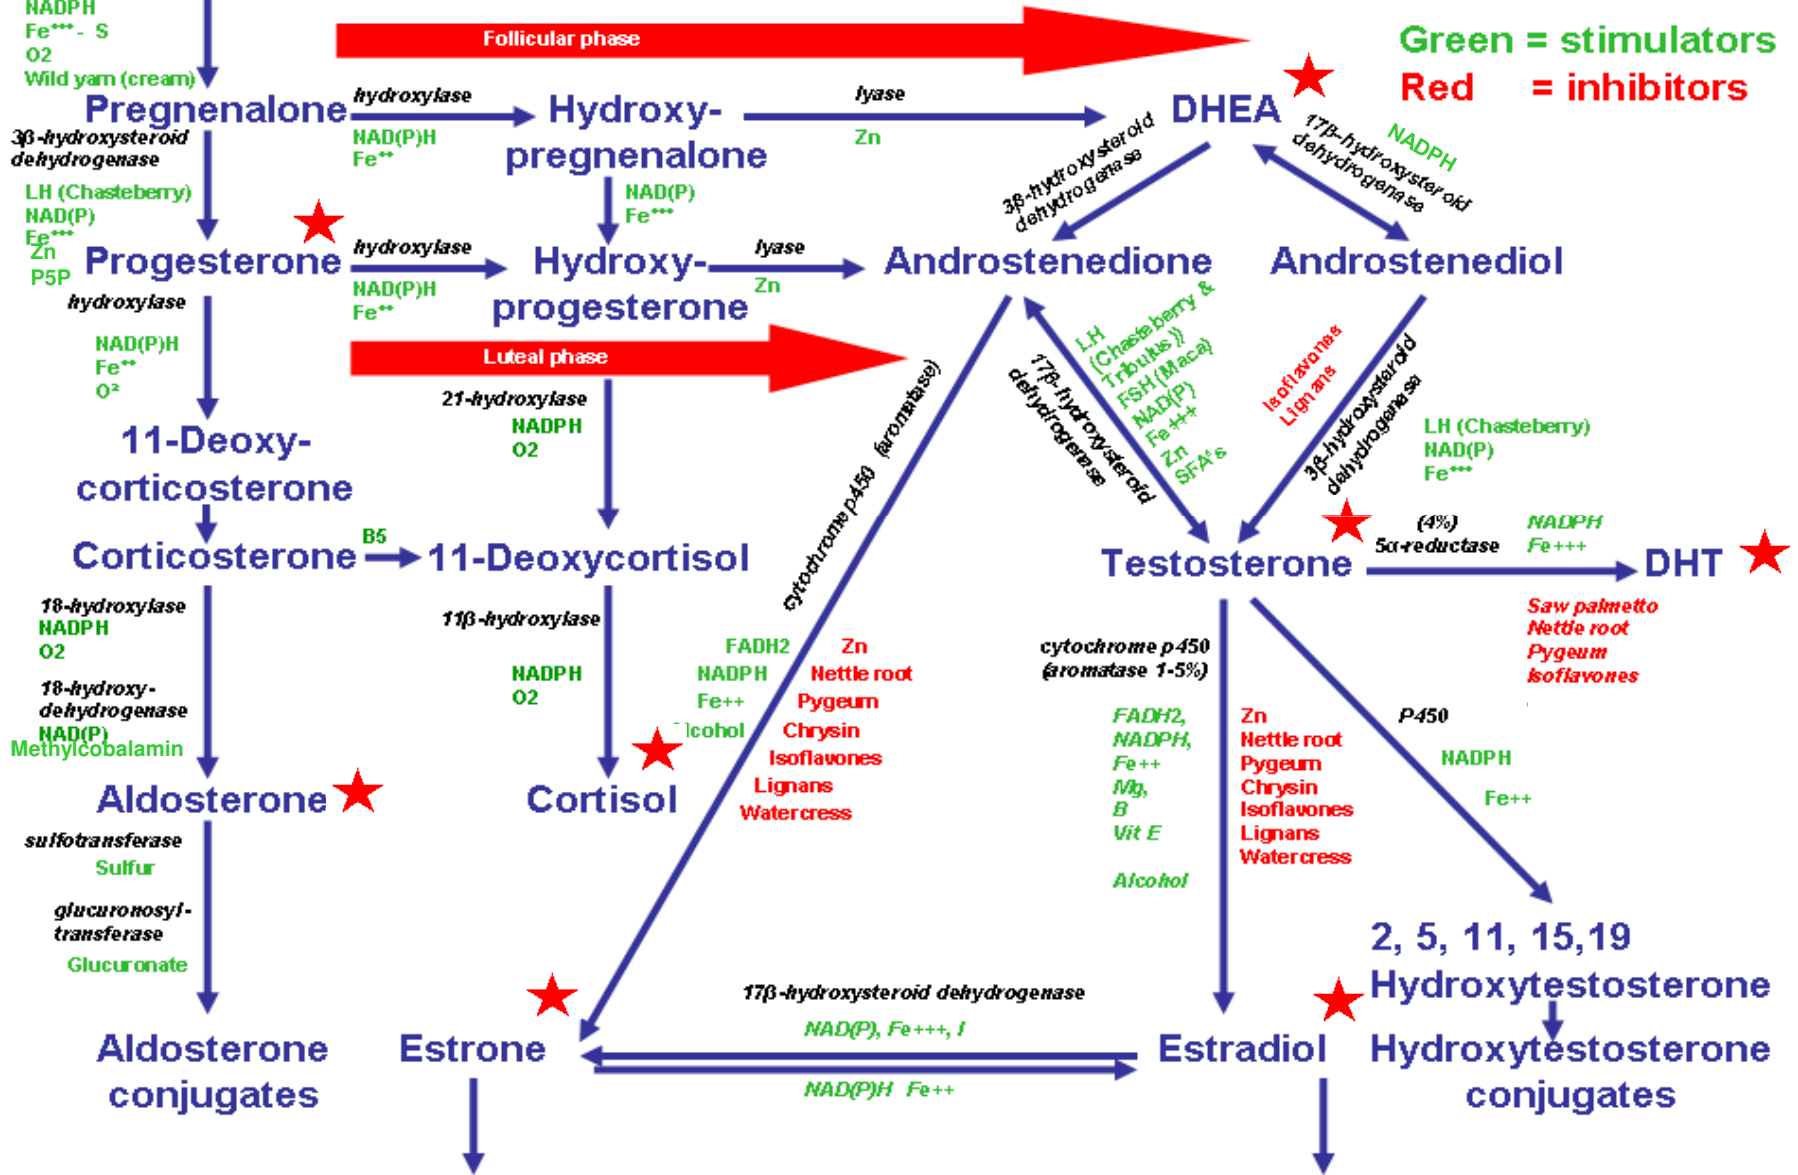 NADPH
Fe+++ - S
O2
Wild yam (cream)
Follicular phase
Green = stimulators
Red = inhibitors
Pregnenalone
hydroxylase
NAD(P)H
Fe++
Hydroxy-
pregnenalone
lyase
Zn
DHEA
3β-hydroxysteroid
dehydrogenase
17β-hydroxysteroid
dehydrogenase
NADPH
3β-hydroxysteroid
dehydrogenase
LH (Chasteberry)
NAD(P)
Fe+++
Zn
P5P
NAD(P)
Fe+++
Progesterone
hydroxylase
NAD(P)H
Fe++
Hydroxy-
progesterone
lyase
Zn
Androstenedione
Androstenediol
hydroxylase
NAD(P)H
Fe++
O²
Luteal phase
21-hydroxylase
NADPH
O2
cytochrome p450 (aromatase)
17β-hydroxysteroid
dehydrogenase
LH
(Chasteberry &
Tribulus))
FSH (Maca)
NAD(P)
Fe+++
Zn
SFA's
Isoflavones
Lignans
3β-hydroxysteroid
dehydrogenase
LH (Chasteberry)
NAD(P)
Fe+++
11-Deoxy-
corticosterone
Corticosterone
B5
11-Deoxycortisol
Testosterone
(4%)
5α-reductase
NADPH
Fe+++
DHT
Saw palmetto
Nettle root
Pygeum
Isoflavones
18-hydroxylase
NADPH
O2
18-hydroxy-
dehydrogenase
NAD(P)
Methylcobalamin
11β-hydroxylase
NADPH
O2
FADH2
NADPH
Fe++
lcohol
Zn
Nettle root
Pygeum
Chrysin
Isoflavones
Lignans
Watercress
cytochrome p450
(aromatase 1-5%)
FADH2,
NADPH,
Fe++
Mg,
B
Vit E
Alcohol
Zn
Nettle root
Pygeum
Chrysin
Isoflavones
Lignans
Watercress
P450
NADPH
Fe++
Aldosterone
Cortisol
sulfotransferase
Sulfur
glucuronosyl-
transferase
Glucuronate
2, 5, 11, 15,19
Hydroxytestosterone
17β-hydroxysteroid dehydrogenase
NAD(P), Fe+++, I
Aldosterone
conjugates
Estrone
Estradiol
NAD(P)H Fe++
Hydroxytestosterone
conjugates